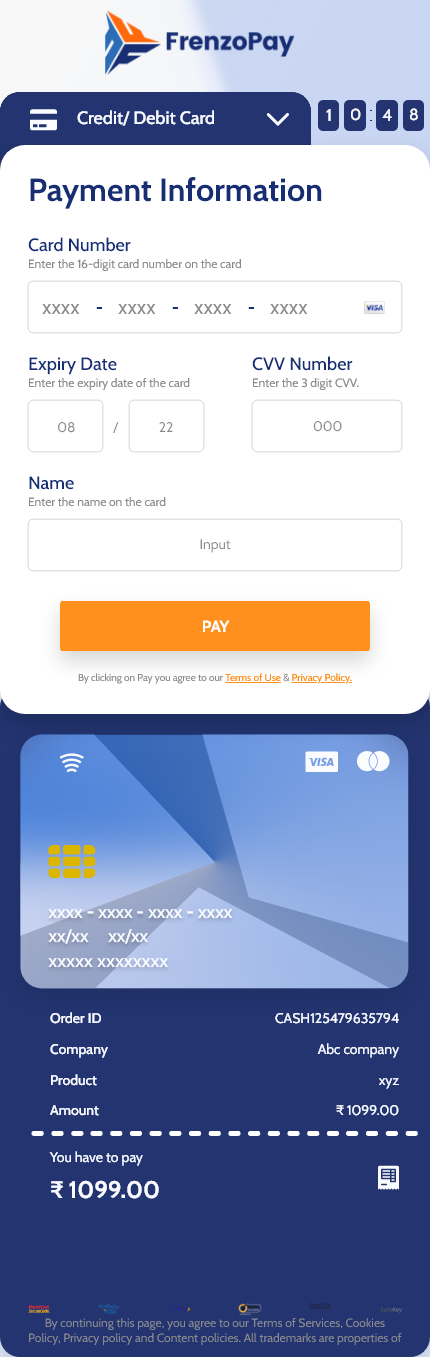 FrenzoPay
Credit/ Debit Card
1 0 : 4 8
Payment Information
Card Number
Enter the 16-digit card number on the card
XXXX - XXXX - XXXX - XXXX VISA
Expiry Date CVV Number
Enter the expiry date of the card Enter the 3 digit CVV.
08 / 22 000
Name
Enter the name on the card
Input
PAY
By clicking on Pay you agree to our Terms of Use & Privacy Policy.
VISA
xxxx - xxxx - xxxx - xxxx
xx/xx xx/xx
xxxxx xxxxxxxx
Order ID CASH125479635794
Company Abc company
Product xyz
Amount ₹ 1099.00
You have to pay
₹ 1099.00
By continuing this page, you agree to our Terms of Services, Cookies
Policy, Privacy policy and Content policies. All trademarks are properties of